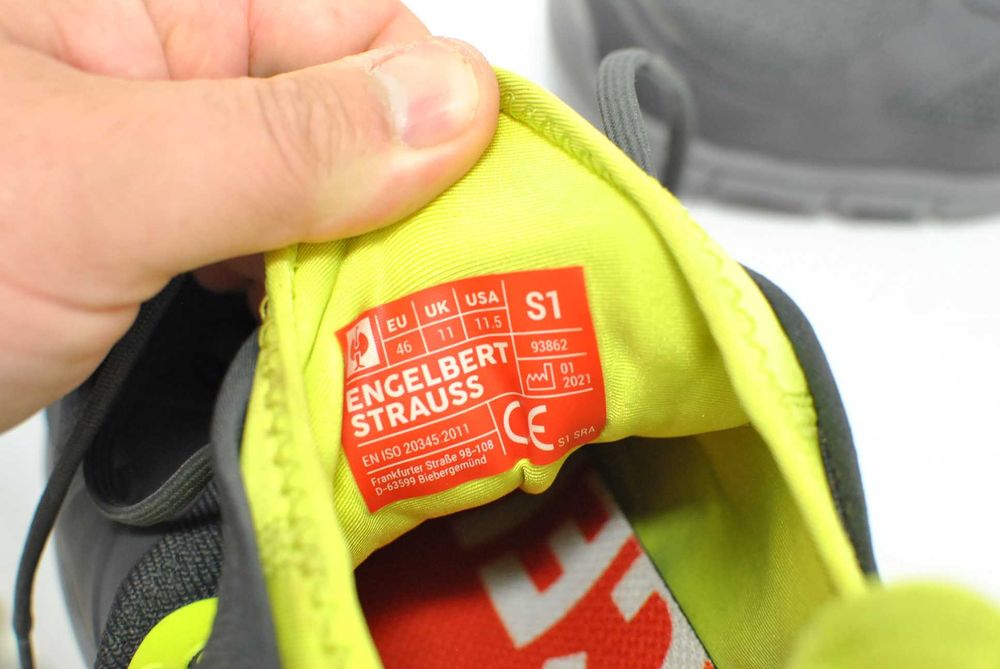 EU UK USA S1
46 11 11.5
93862
ENGELBERT
STRAUSS
01
2021
EN ISO 20345:2011
CE S1 SRA
Frankfurter Straße 98-108
D-63599 Biebergemünd